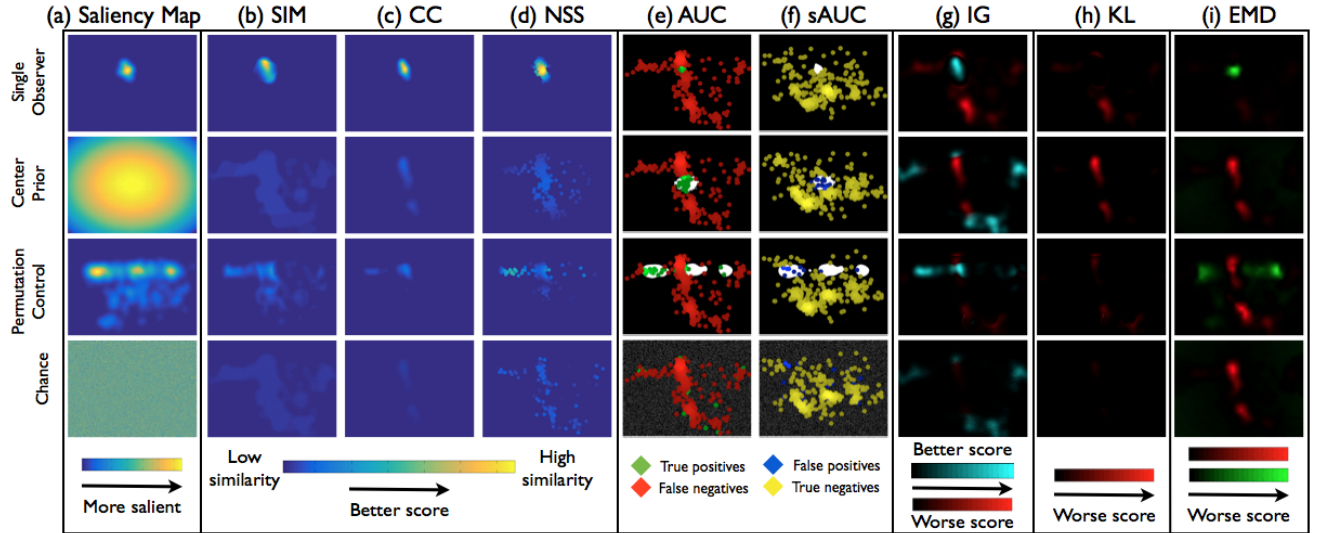 (a) Saliency Map (b) SIM (c) CC (d) NSS (e) AUC (f) sAUC (g) IG (h) KL (i) EMD
Single
Observer
Center
Prior
Permutation
Control
Chance
More salient
Low
similarity
High
similarity
Better score
True positives
False negatives
False positives
True negatives
Better score
Worse score
Worse score
Worse score